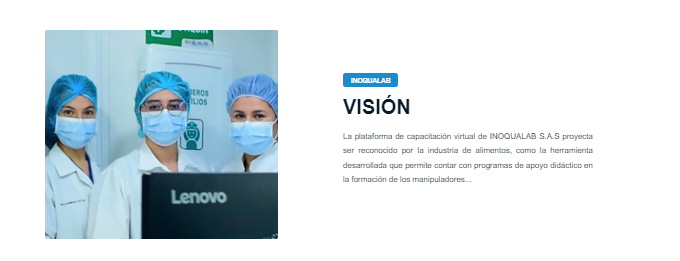 INOQUALAB
VISIÓN
La plataforma de capacitación virtual de INOQUALAB S.A.S proyecta
ser reconocido por la industria de alimentos, como la herramienta
desarrollada que permite contar con programas de apoyo didáctico en
la formación de los manipuladores...
INOQUALAB
Lenovo